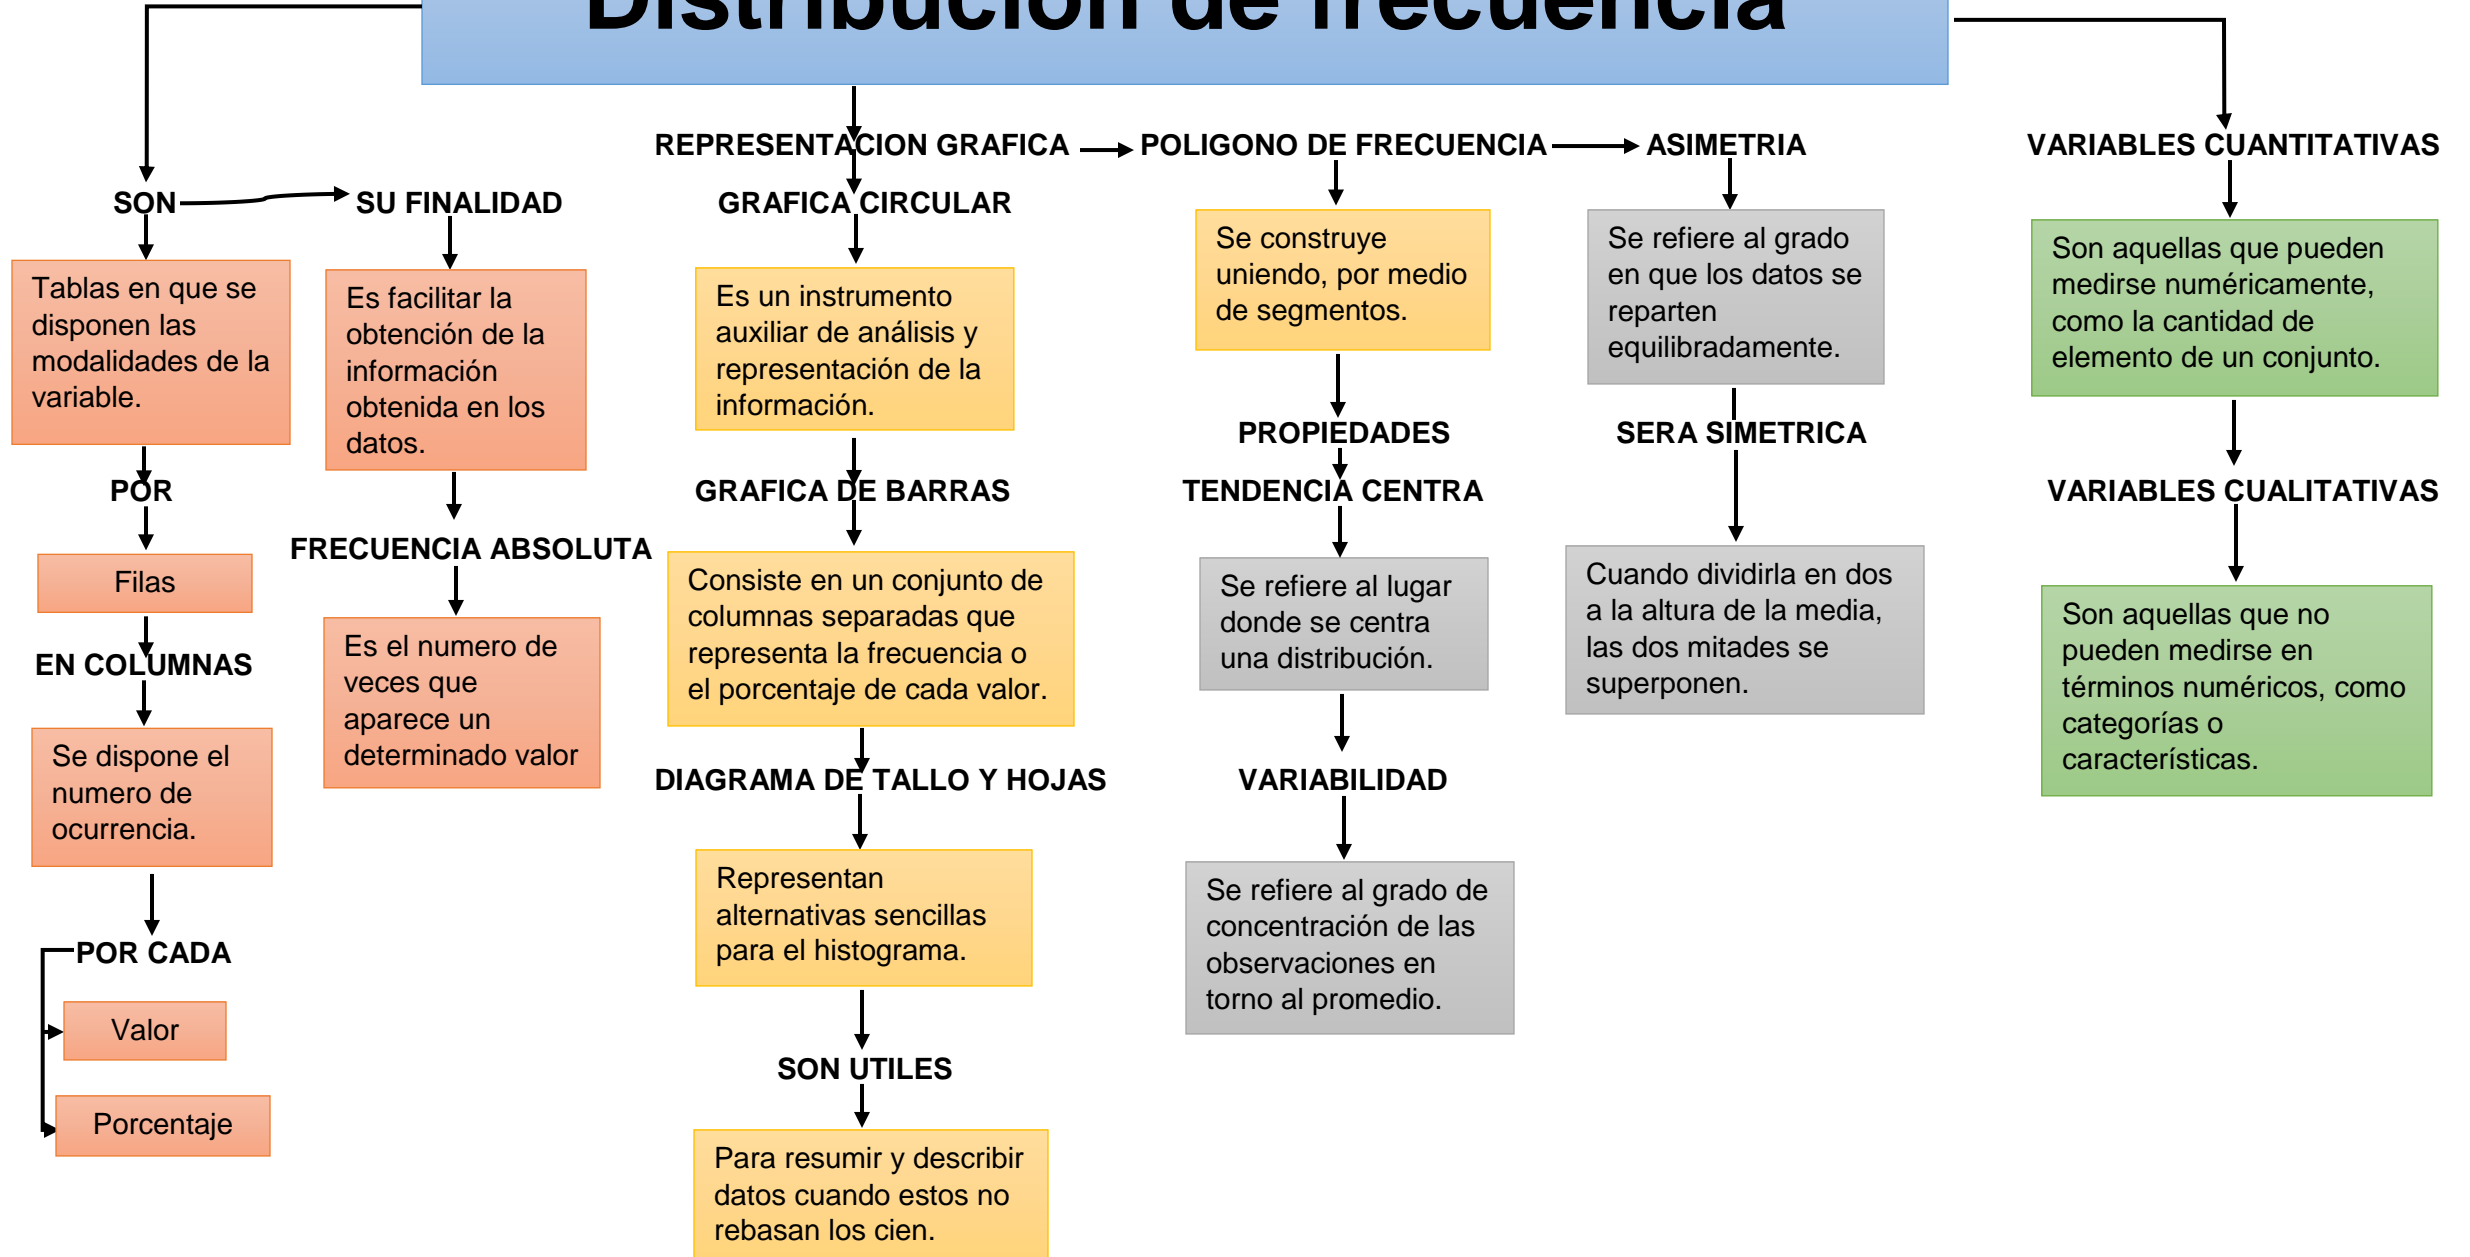 Distribución de frecuencia
SON
SU FINALIDAD
Tablas en que se
disponen las
modalidades de la
variable.
POR
Filas
EN COLUMNAS
Se dispone el
numero de
ocurrencia.
POR CADA
Valor
Porcentaje
Es facilitar la
obtención de la
información
obtenida en los
datos.
FRECUENCIA ABSOLUTA
Es el numero de
veces que
aparece un
determinado valor
REPRESENTACION GRAFICA
GRAFICA CIRCULAR
Es un instrumento
auxiliar de análisis y
representación de la
información.
GRAFICA DE BARRAS
Consiste en un conjunto de
columnas separadas que
representa la frecuencia o
el porcentaje de cada valor.
DIAGRAMA DE TALLO Y HOJAS
Representan
alternativas sencillas
para el histograma.
SON UTILES
Para resumir y describir
datos cuando estos no
rebasan los cien.
POLIGONO DE FRECUENCIA
Se construye
uniendo, por medio
de segmentos.
PROPIEDADES
TENDENCIA CENTRA
Se refiere al lugar
donde se centra
una distribución.
VARIABILIDAD
Se refiere al grado de
concentración de las
observaciones en
torno al promedio.
ASIMETRIA
Se refiere al grado
en que los datos se
reparten
equilibradamente.
SERA SIMETRICA
Cuando dividirla en dos
a la altura de la media,
las dos mitades se
superponen.
VARIABLES CUANTITATIVAS
Son aquellas que pueden
medirse numéricamente,
como la cantidad de
elemento de un conjunto.
VARIABLES CUALITATIVAS
Son aquellas que no
pueden medirse en
términos numéricos, como
categorías o
características.